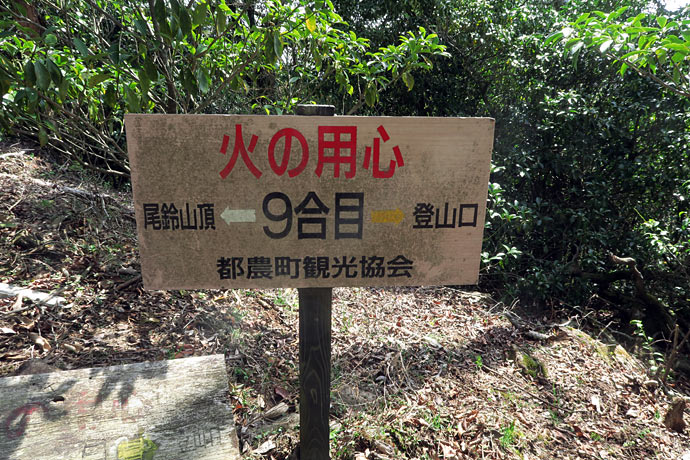 火の用心
尾鈴山頂 ← 9合目 → 登山口
都農町観光協会